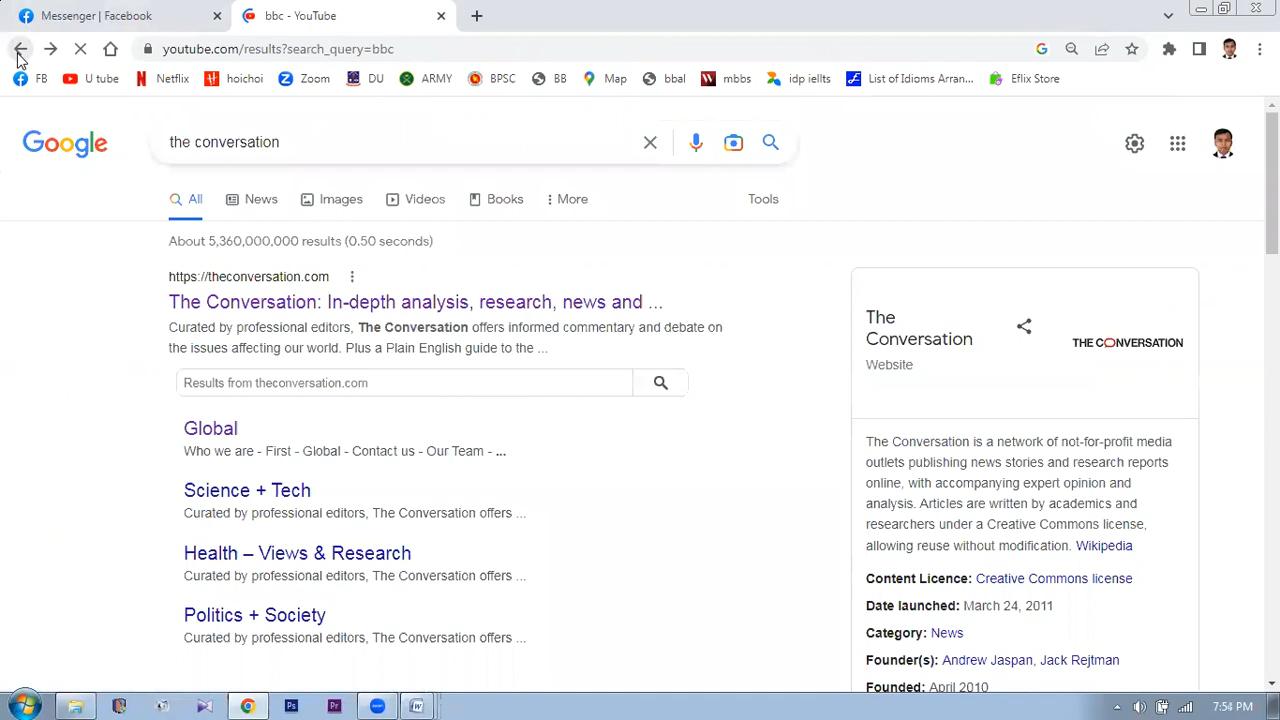 Messenger | Facebook
bbc - YouTube
youtube.com/results?search_query=bbc
FB
U tube
Netflix
hoichoi
Zoom
DU
ARMY
BPSC
BB
Map
bbal
mbbs
idp iellts
List of Idioms Arran...
Eflix Store
Google
the conversation
All
News
Images
Videos
Books
More
Tools
About 5,360,000,000 results (0.50 seconds)
https://theconversation.com
The Conversation: In-depth analysis, research, news and ...
Curated by professional editors, The Conversation offers informed commentary and debate on
the issues affecting our world. Plus a Plain English guide to the ...
Results from theconversation.com
Global
Who we are - First - Global - Contact us - Our Team - ...
Science + Tech
Curated by professional editors, The Conversation offers ...
Health – Views & Research
Curated by professional editors, The Conversation offers ...
Politics + Society
Curated by professional editors, The Conversation offers ...
The
Conversation
Website
THE CONVERSATION
The Conversation is a network of not-for-profit media
outlets publishing news stories and research reports
online, with accompanying expert opinion and
analysis. Articles are written by academics and
researchers under a Creative Commons license,
allowing reuse without modification. Wikipedia
Content Licence: Creative Commons license
Date launched: March 24, 2011
Category: News
Founder(s): Andrew Jaspan, Jack Rejtman
Founded: April 2010
7:54 PM